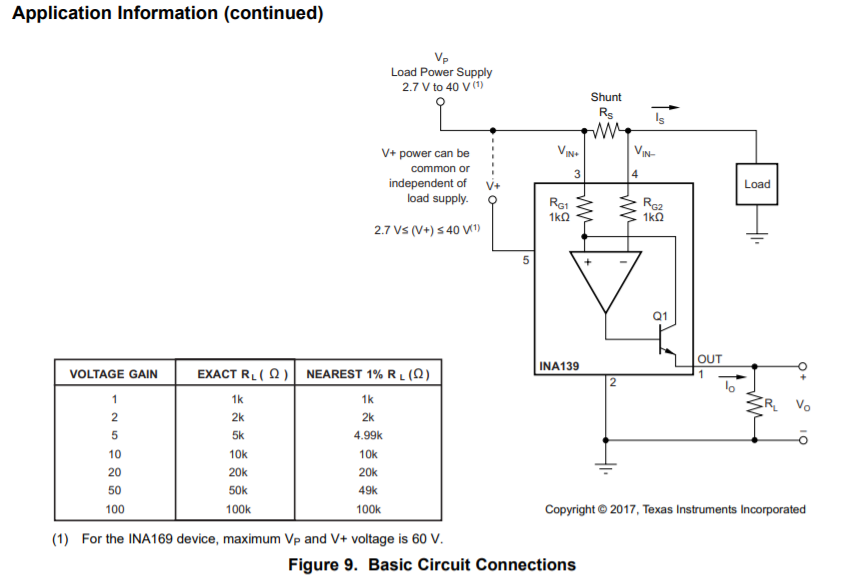 Application Information (continued)
VP
Load Power Supply
2.7 V to 40 V (1)
Shunt
RS
IS
V+ power can be
common or
independent of
load supply.
V+
2.7 V≤ (V+) ≤ 40 V(1)
VIN+
VIN–
3
4
Load
RG1
1kΩ
RG2
1kΩ
5
+
–
Q1
OUT
INA139
1
2
IO
+
RL
VO
–
VOLTAGE GAIN EXACT RL ( Ω ) NEAREST 1% RL (Ω)
1 1k 1k
2 2k 2k
5 5k 4.99k
10 10k 10k
20 20k 20k
50 50k 49k
100 100k 100k
Copyright © 2017, Texas Instruments Incorporated
(1) For the INA169 device, maximum VP and V+ voltage is 60 V.
Figure 9. Basic Circuit Connections